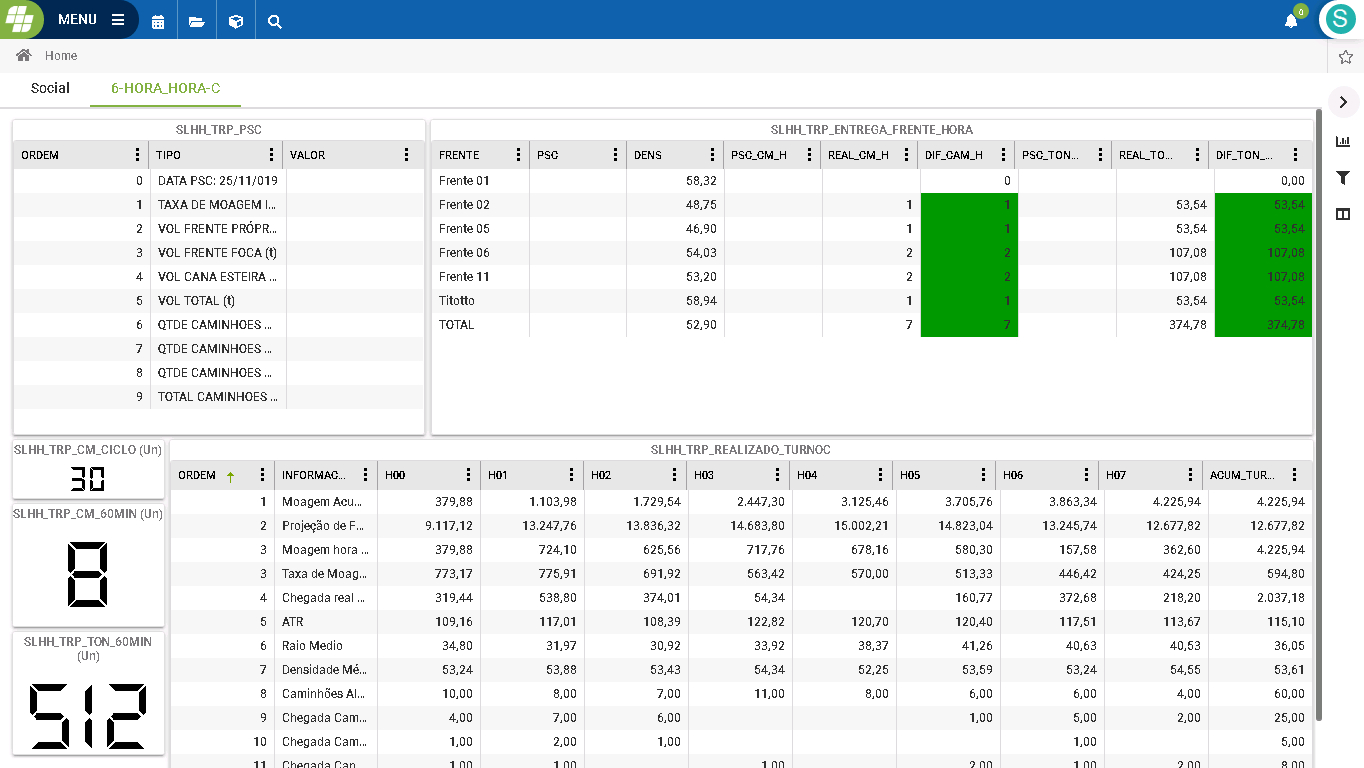 MENU
0
S
Home
Social 6-HORA_HORA-C
SLHH_TRP_PSC
ORDEM TIPO VALOR
0 DATA PSC: 25/11/019
1 TAXA DE MOAGEM I...
2 VOL FRENTE PRÓPR...
3 VOL FRENTE FOCA (t)
4 VOL CANA ESTEIRA ...
5 VOL TOTAL (t)
6 QTDE CAMINHOES ...
7 QTDE CAMINHOES ...
8 QTDE CAMINHOES ...
9 TOTAL CAMINHOES ...
SLHH_TRP_ENTREGA_FRENTE_HORA
FRENTE PSC DENS PSC_CM_H REAL_CM_H DIF_CAM_H PSC_TON... REAL_TO... DIF_TON_...
Frente 01 58,32 0 0,00
Frente 02 48,75 1 1 53,54 53,54
Frente 05 46,90 1 1 53,54 53,54
Frente 06 54,03 2 2 107,08 107,08
Frente 11 53,20 2 2 107,08 107,08
Titotto 58,94 1 1 53,54 53,54
TOTAL 52,90 7 7 374,78 374,78
SLHH_TRP_CM_CICLO (Un)
30
SLHH_TRP_CM_60MIN (Un)
8
SLHH_TRP_TON_60MIN
(Un)
512
SLHH_TRP_REALIZADO_TURNOC
ORDEM INFORMAC... H00 H01 H02 H03 H04 H05 H06 H07 ACUM_TUR...
1 Moagem Acu... 379,88 1.103,98 1.729,54 2.447,30 3.125,46 3.705,76 3.863,34 4.225,94 4.225,94
2 Projeção de F... 9.117,12 13.247,76 13.836,32 14.683,80 15.002,21 14.823,04 13.245,74 12.677,82 12.677,82
3 Moagem hora ... 379,88 724,10 625,56 717,76 678,16 580,30 157,58 362,60 4.225,94
3 Taxa de Moag... 773,17 775,91 691,92 563,42 570,00 513,33 446,42 424,25 594,80
4 Chegada real ... 319,44 538,80 374,01 54,34 160,77 372,68 218,20 2.037,18
5 ATR 109,16 117,01 108,39 122,82 120,70 120,40 117,51 113,67 115,10
6 Raio Medio 34,80 31,97 30,92 33,92 38,37 41,26 40,63 40,53 36,05
7 Densidade Mé... 53,24 53,88 53,43 54,34 52,25 53,59 53,24 54,55 53,61
8 Caminhões Al... 10,00 8,00 7,00 11,00 8,00 6,00 6,00 4,00 60,00
9 Chegada Cam... 4,00 7,00 6,00 1,00 5,00 2,00 25,00
10 Chegada Cam... 1,00 2,00 1,00 1,00 5,00
11 Chegada Can... 1,00 1,00 1,00 2,00 1,00 2,00 8,00